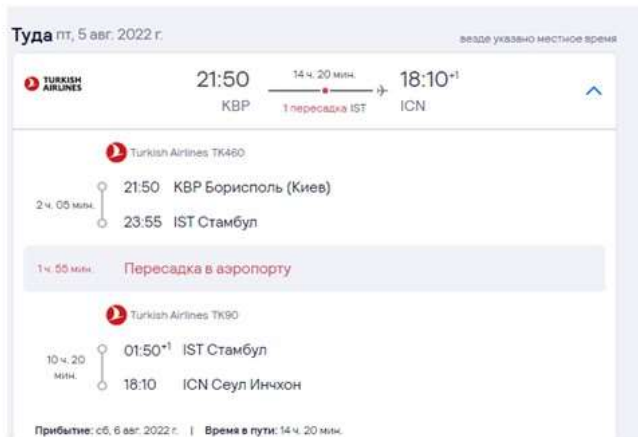 Туда пт, 5 авг. 2022 г.
везде указано местное время
TURKISH AIRLINES
21:50 14 ч. 20 мин. 18:10+1
KBP 1 пересадка IST ICN
Turkish Airlines TK460
21:50 KBP Борисполь (Киев)
2 ч. 05 мин.
23:55 IST Стамбул
1 ч. 55 мин. Пересадка в аэропорту
Turkish Airlines TK90
01:50+1 IST Стамбул
10 ч. 20 мин.
18:10 ICN Сеул Инчхон
Прибытие: сб, 6 авг. 2022 г. | Время в пути: 14 ч. 20 мин.